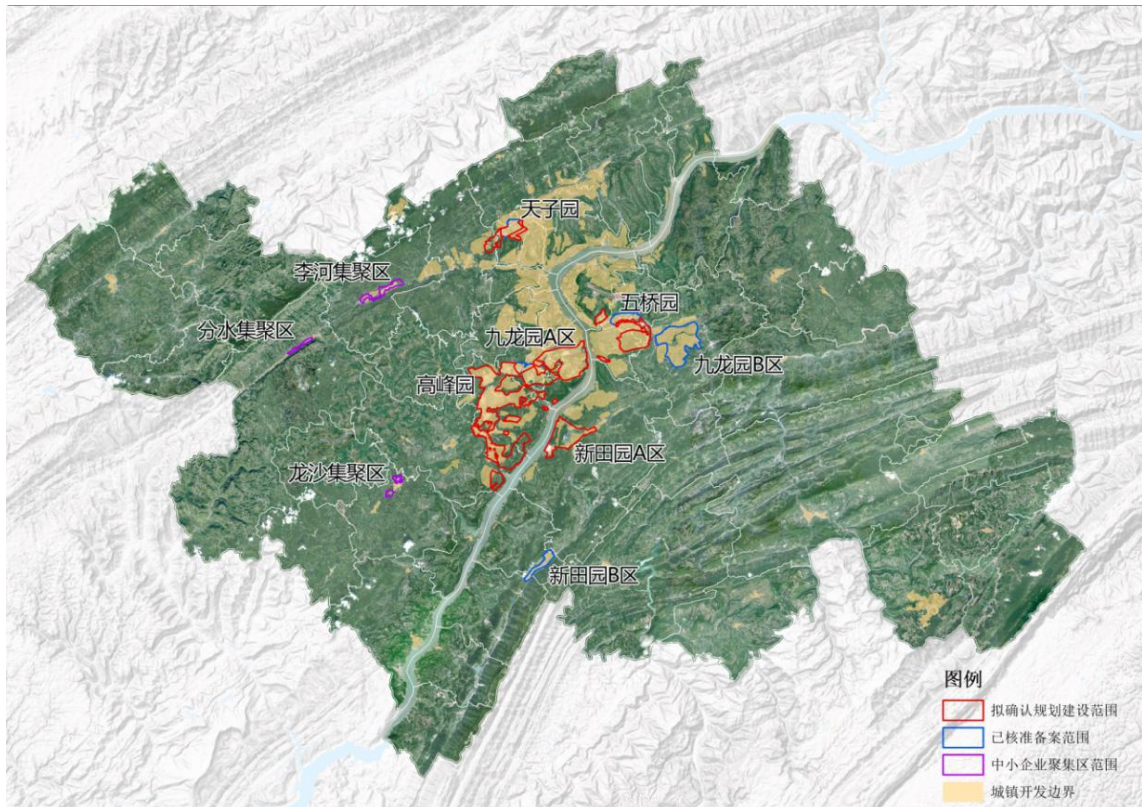 天子园
李河集聚区
五桥园
分水集聚区
九龙园A区
九龙园B区
高峰园
新田园A区
龙沙集聚区
新田园B区
图例
拟确认规划建设范围
已核准备案范围
中小企业聚集区范围
城镇开发边界